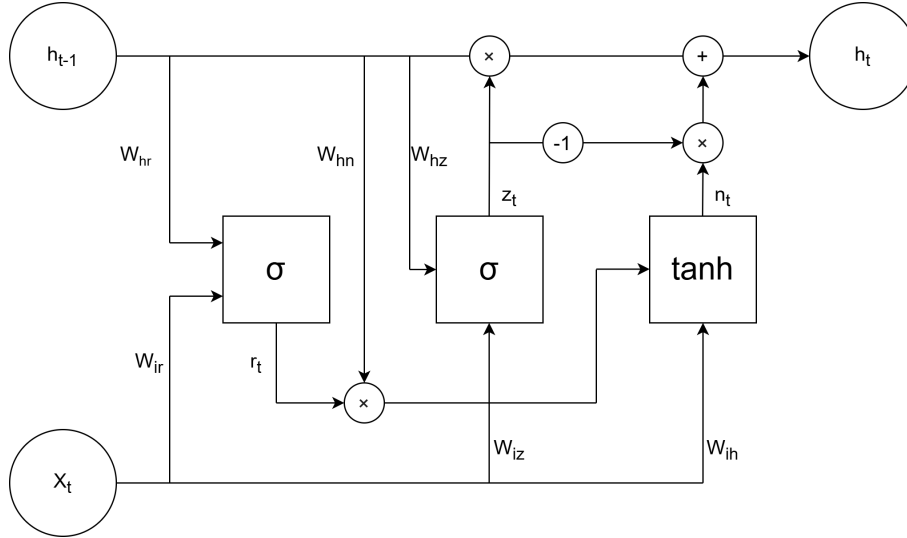 h_{t-1}
×
+
h_t
W_{hr}
W_{hn}
W_{hz}
-1
×
z_t
n_t
σ
σ
tanh
W_{ir}
r_t
×
W_{iz}
W_{ih}
X_t